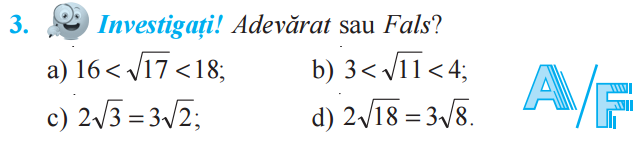 3. Investigați! Adevărat sau Fals?
a) 16 < √17 < 18; b) 3 < √11 < 4;
c) 2√3 = 3√2; d) 2√18 = 3√8.
A/F